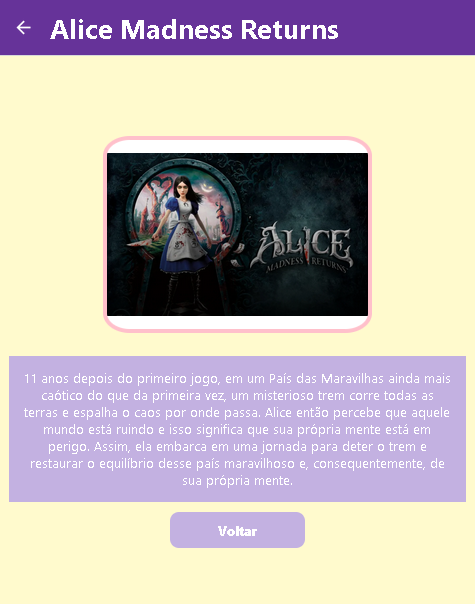 Alice Madness Returns
ALICE
MADNESS RETURNS
11 anos depois do primeiro jogo, em um País das Maravilhas ainda mais
caótico do que da primeira vez, um misterioso trem corre todas as
terras e espalha o caos por onde passa. Alice então percebe que aquele
mundo está ruindo e isso significa que sua própria mente está em
perigo. Assim, ela embarca em uma jornada para deter o trem e
restaurar o equilíbrio desse país maravilhoso e, consequentemente, de
sua própria mente.
Voltar